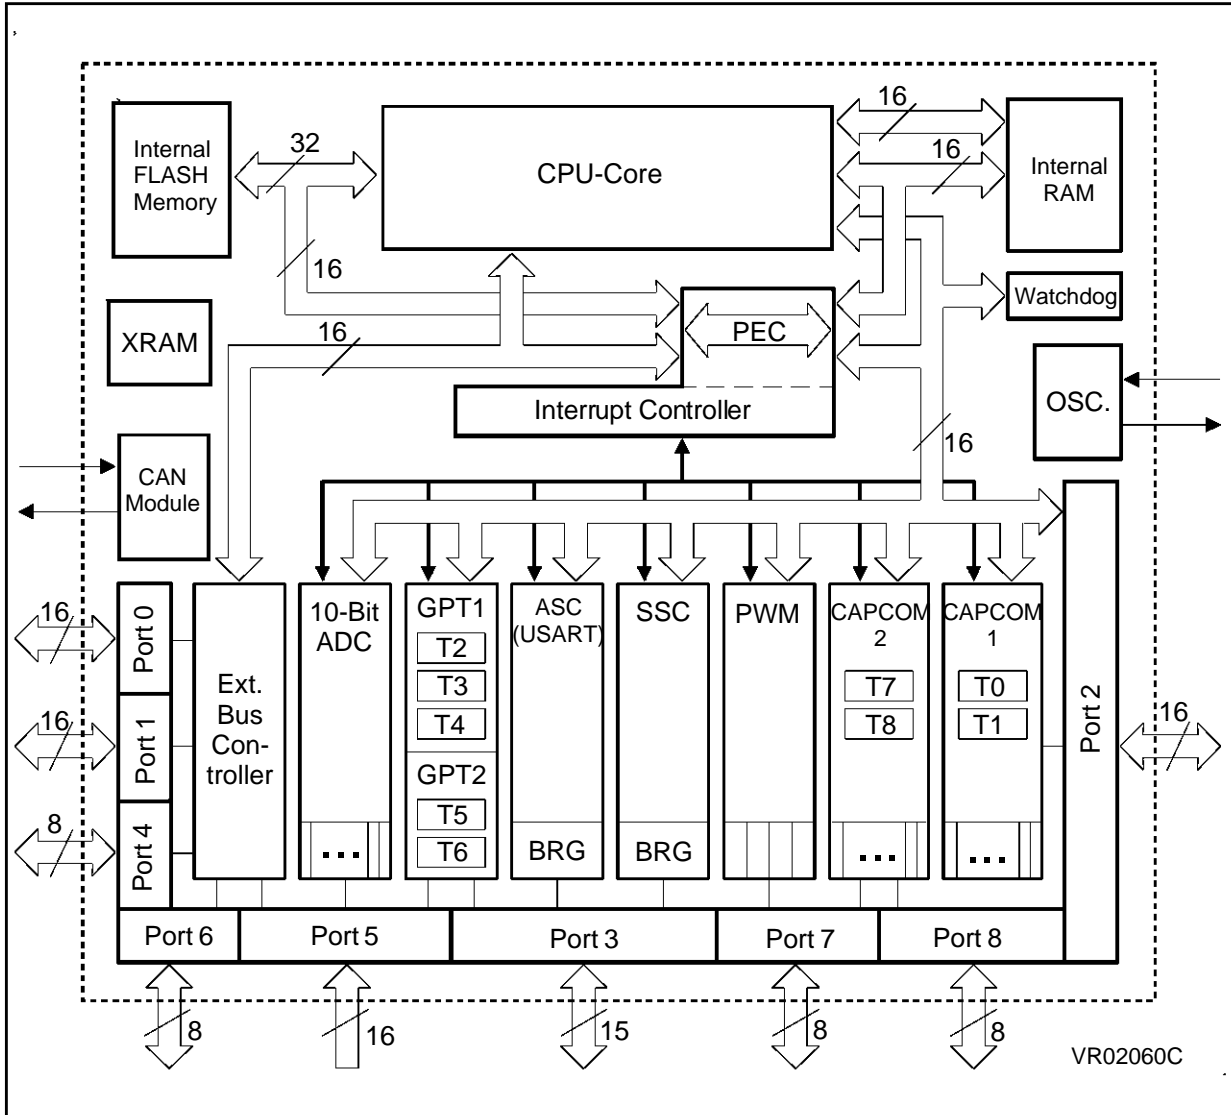 16
Internal
FLASH
Memory
32
CPU-Core
16
Internal
RAM
16
Watchdog
XRAM
16
PEC
OSC.
Interrupt Controller
16
CAN
Module
16
Port 0
10-Bit
ADC
GPT1
T2
T3
T4
ASC
(USART)
SSC
PWM
CAPCOM
2
T7
T8
CAPCOM
1
T0
T1
Ext.
Bus
Con-
troller
16
Port 1
Port 2
16
GPT2
T5
T6
8
Port 4
...
BRG
BRG
...
...
Port 6
Port 5
Port 3
Port 7
Port 8
8
16
15
8
8
VR02060C